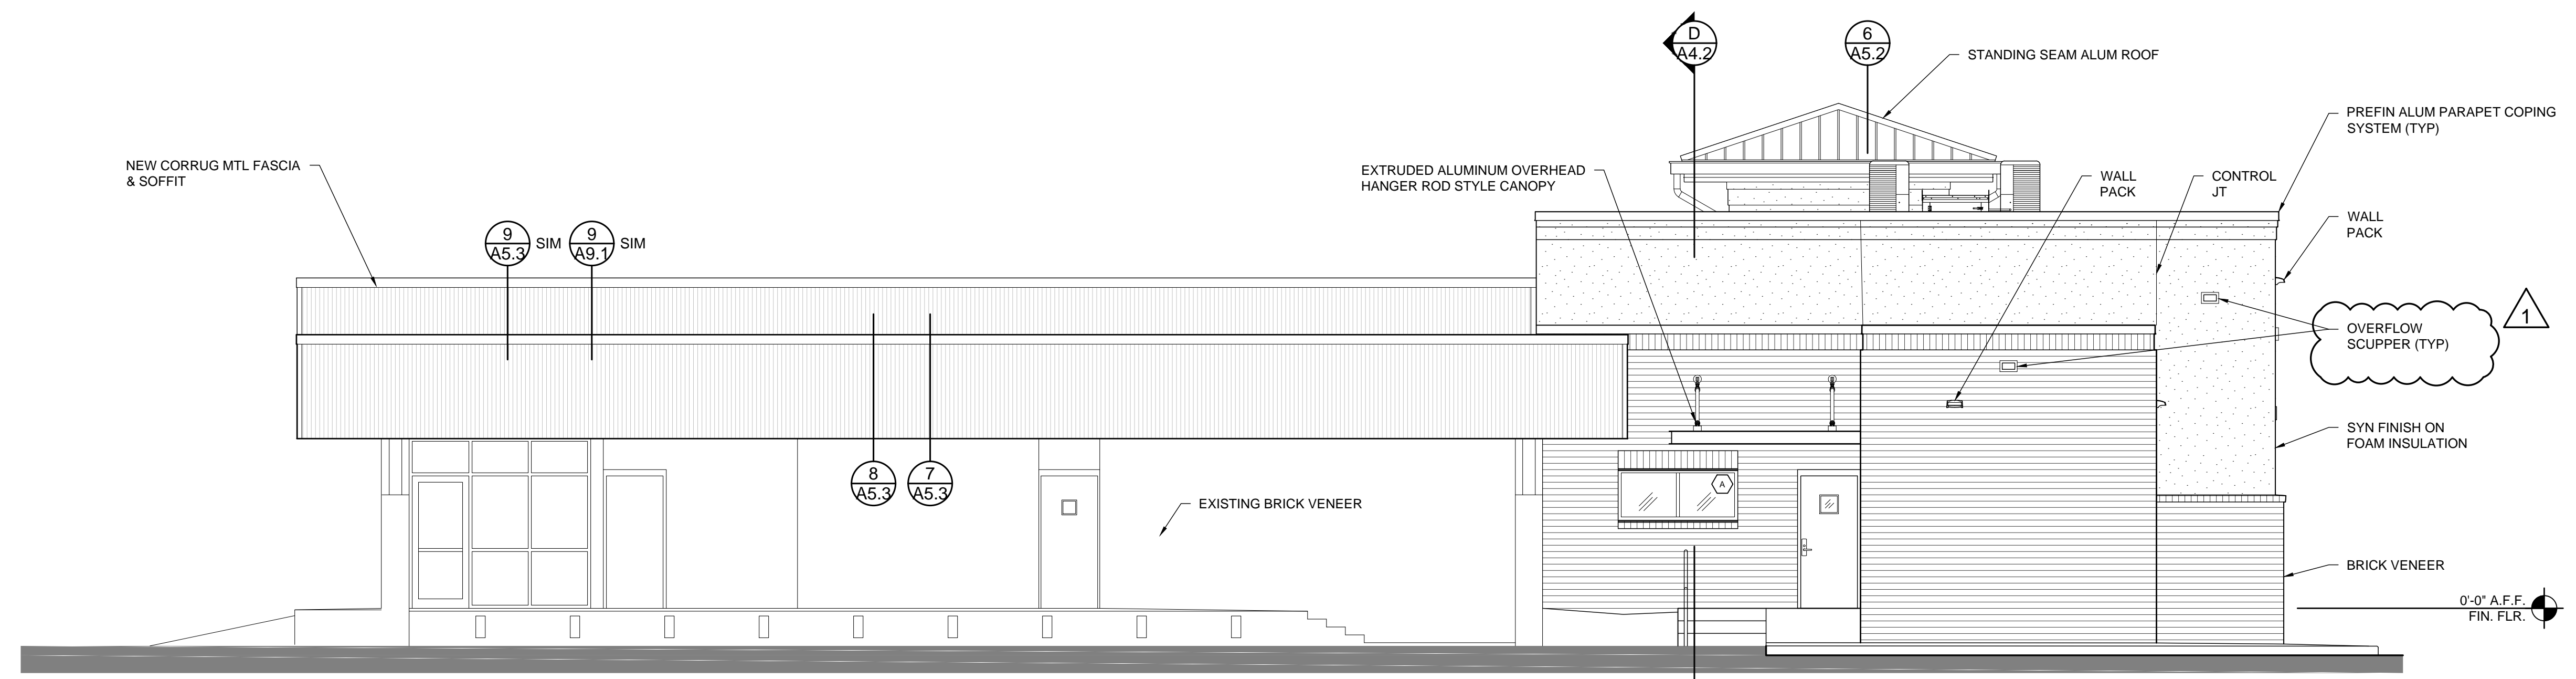 D
A4.2
6
A5.2
STANDING SEAM ALUM ROOF
PREFIN ALUM PARAPET COPING
SYSTEM (TYP)
NEW CORRUG MTL FASCIA
& SOFFIT
EXTRUDED ALUMINUM OVERHEAD
HANGER ROD STYLE CANOPY
WALL
PACK
CONTROL
JT
WALL
PACK
9
A5.3
SIM
9
A9.1
SIM
1
OVERFLOW
SCUPPER (TYP)
SYN FINISH ON
FOAM INSULATION
8
A5.3
7
A5.3
A
EXISTING BRICK VENEER
BRICK VENEER
0'-0" A.F.F.
FIN. FLR.